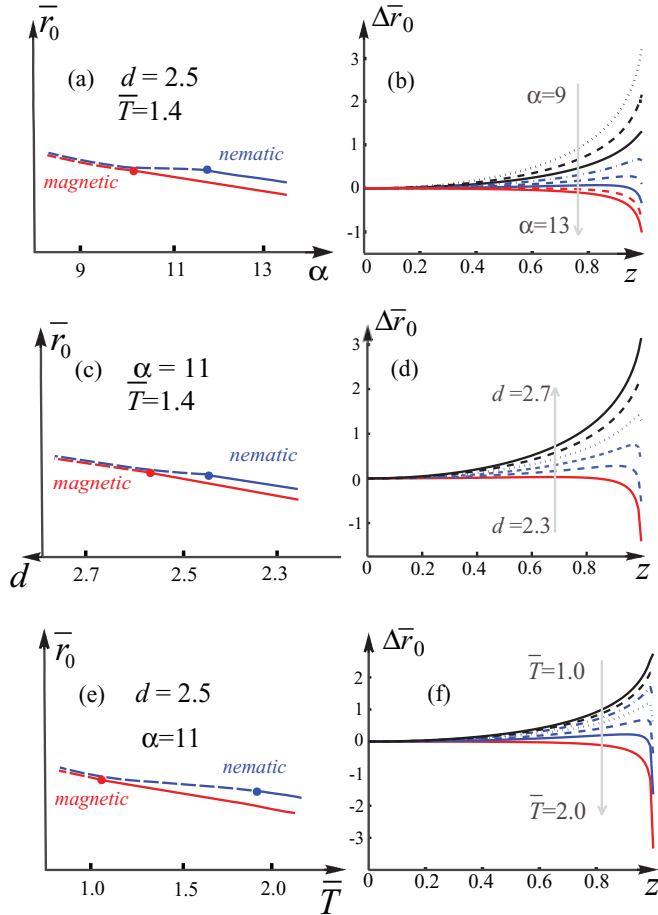 r̅₀
(a)
d = 2.5
T̅=1.4
nematic
magnetic
9
11
13
α
Δr̅₀
(b)
3
2
1
0
-1
α=9
α=13
0
0.2
0.4
0.6
0.8
z
r̅₀
(c)
α = 11
T̅=1.4
nematic
magnetic
d
2.7
2.5
2.3
Δr̅₀
(d)
3
2
1
0
-1
d=2.7
d=2.3
0
0.2
0.4
0.6
0.8
z
r̅₀
(e)
d = 2.5
α=11
nematic
magnetic
1.0
1.5
2.0
T̅
Δr̅₀
(f)
2
1
0
-1
-2
-3
T̅=1.0
T̅=2.0
0
0.2
0.4
0.6
0.8
z